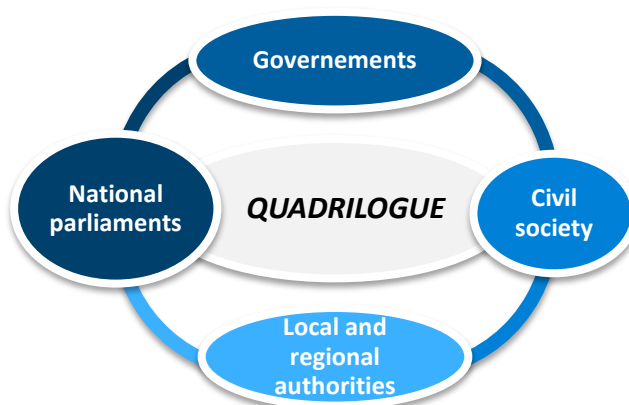 Governements
National
parliaments
QUADRILOGUE
Civil
society
Local and
regional
authorities